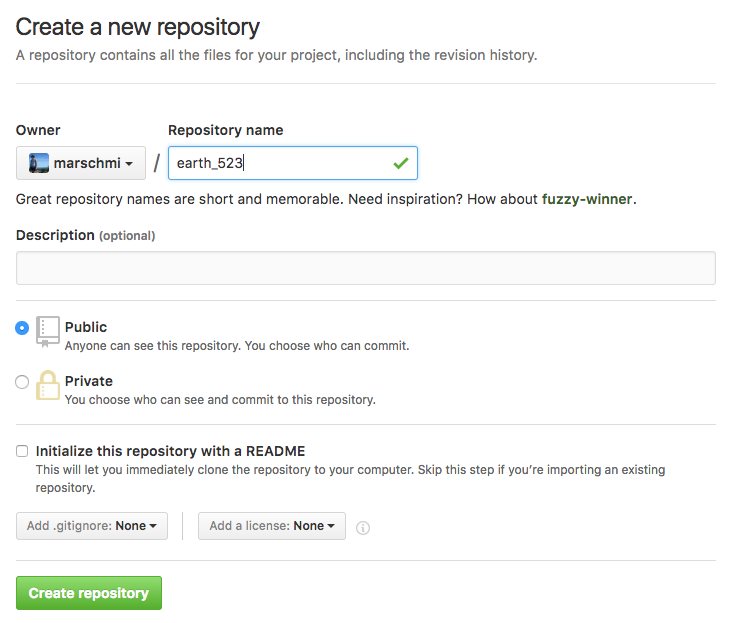 Create a new repository
A repository contains all the files for your project, including the revision history.
Owner
Repository name
marschmi / earth_523
Great repository names are short and memorable. Need inspiration? How about fuzzy-winner.
Description (optional)
Public
Anyone can see this repository. You choose who can commit.
Private
You choose who can see and commit to this repository.
Initialize this repository with a README
This will let you immediately clone the repository to your computer. Skip this step if you’re importing an existing
repository.
Add .gitignore: None
Add a license: None
Create repository